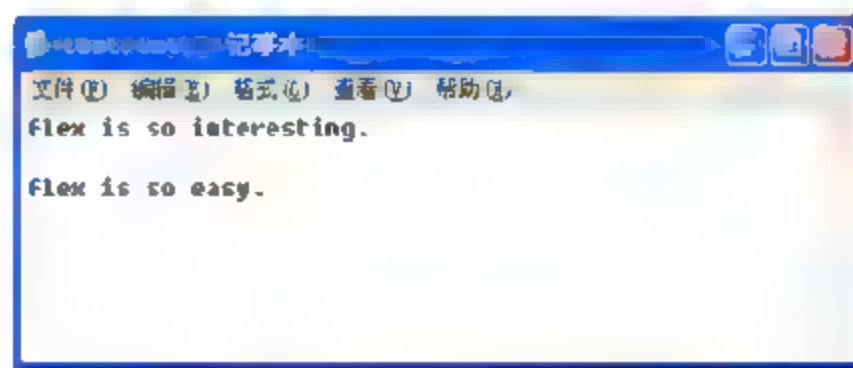 记事本
文件(F) 编辑(E) 格式(O) 查看(V) 帮助(H)
flex is so interesting.
flex is so easy.